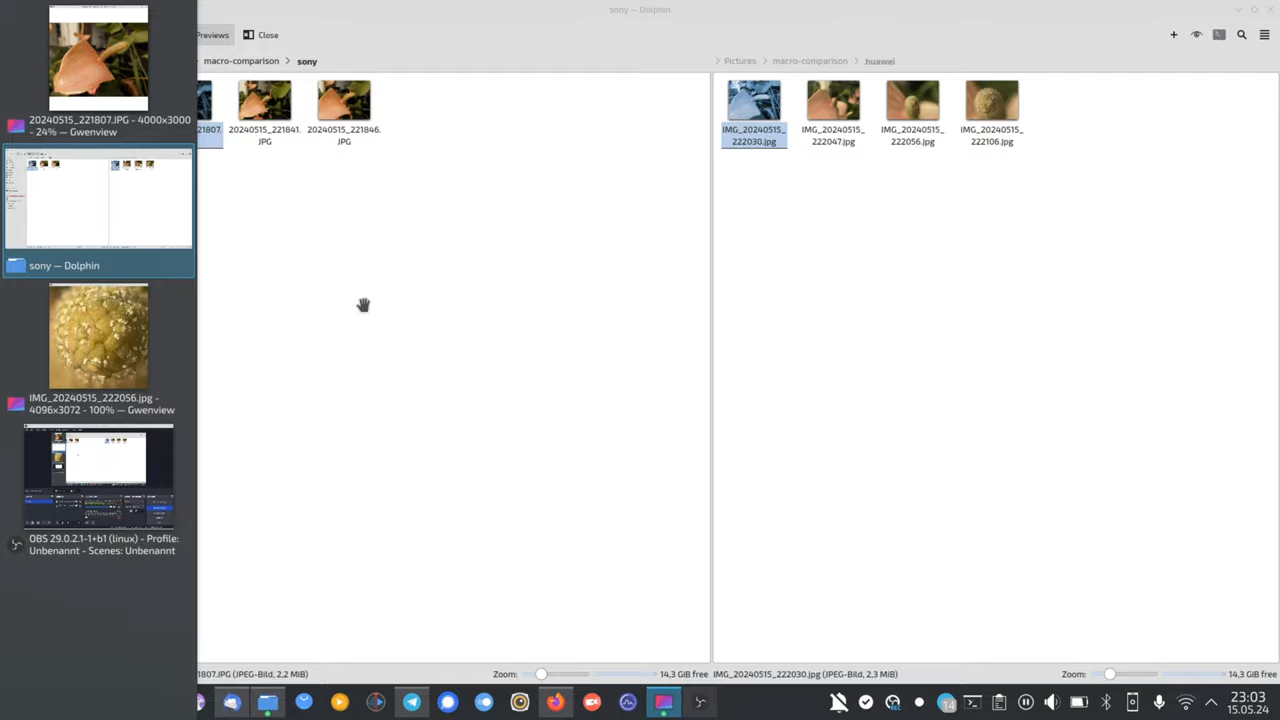 sony — Dolphin
Previews
Close
macro-comparison
sony
Pictures
macro-comparison
huawei
20240515_221807.JPG - 4000x3000
- 24% — Gwenview
sony — Dolphin
IMG_20240515_222056.jpg -
4096x3072 - 100% — Gwenview
OBS 29.0.2.1-1+b1 (linux) - Profile:
Unbenannt - Scenes: Unbenannt
221807.
20240515_221841.
JPG
20240515_221846.
JPG
IMG_20240515_
222030.jpg
IMG_20240515_
222047.jpg
IMG_20240515_
222056.jpg
IMG_20240515_
222106.jpg
1807.JPG (JPEG-Bild, 2,2 MiB)
Zoom:
14,3 GiB free
IMG_20240515_222030.jpg (JPEG-Bild, 2,3 MiB)
Zoom:
14,3 GiB free
REC
14
23:03
15.05.24